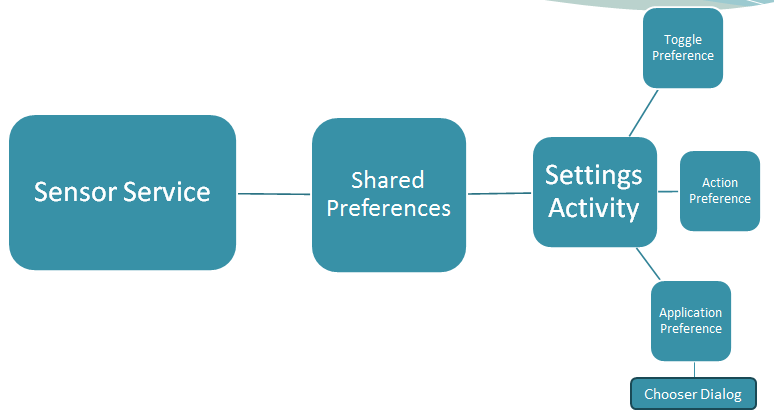 Toggle
Preference
Sensor Service
Shared
Preferences
Settings
Activity
Action
Preference
Application
Preference
Chooser Dialog